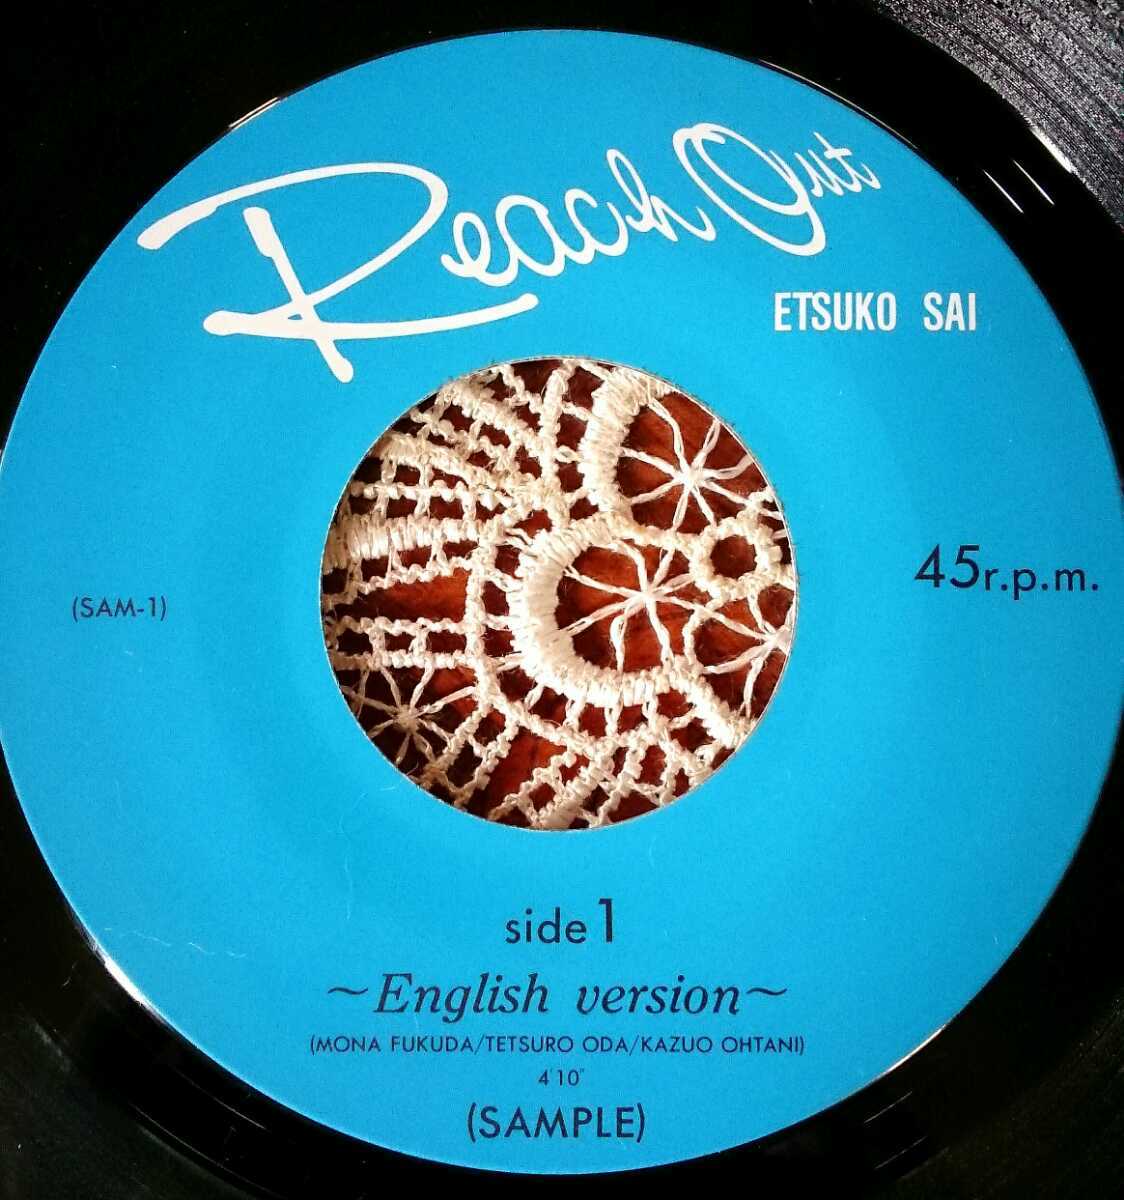 Reach Out
ETSUKO SAI
45r.p.m.
(SAM-1)
side 1
~English version~
(MONA FUKUDA/TETSURO ODA/KAZUO OHTANI)
4'10"
(SAMPLE)